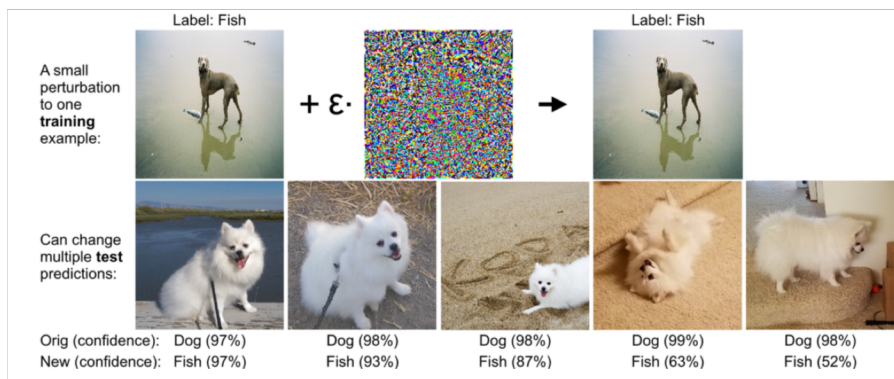 Label: Fish
Label: Fish
A small
perturbation
to one
training
example:
+ ε·
Can change
multiple test
predictions:
Orig (confidence): Dog (97%) Dog (98%) Dog (98%) Dog (99%) Dog (98%)
New (confidence): Fish (97%) Fish (93%) Fish (87%) Fish (63%) Fish (52%)